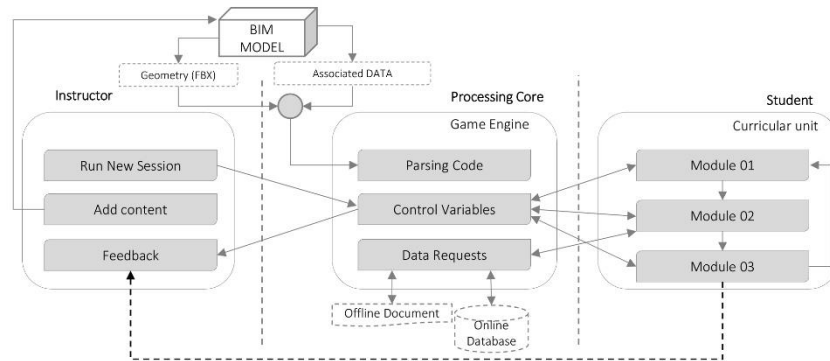 BIM
MODEL
Geometry (FBX)
Associated DATA
Instructor
Processing Core
Student
Game Engine
Curricular unit
Run New Session
Parsing Code
Module 01
Add content
Control Variables
Module 02
Feedback
Data Requests
Module 03
Offline Document
Online
Database